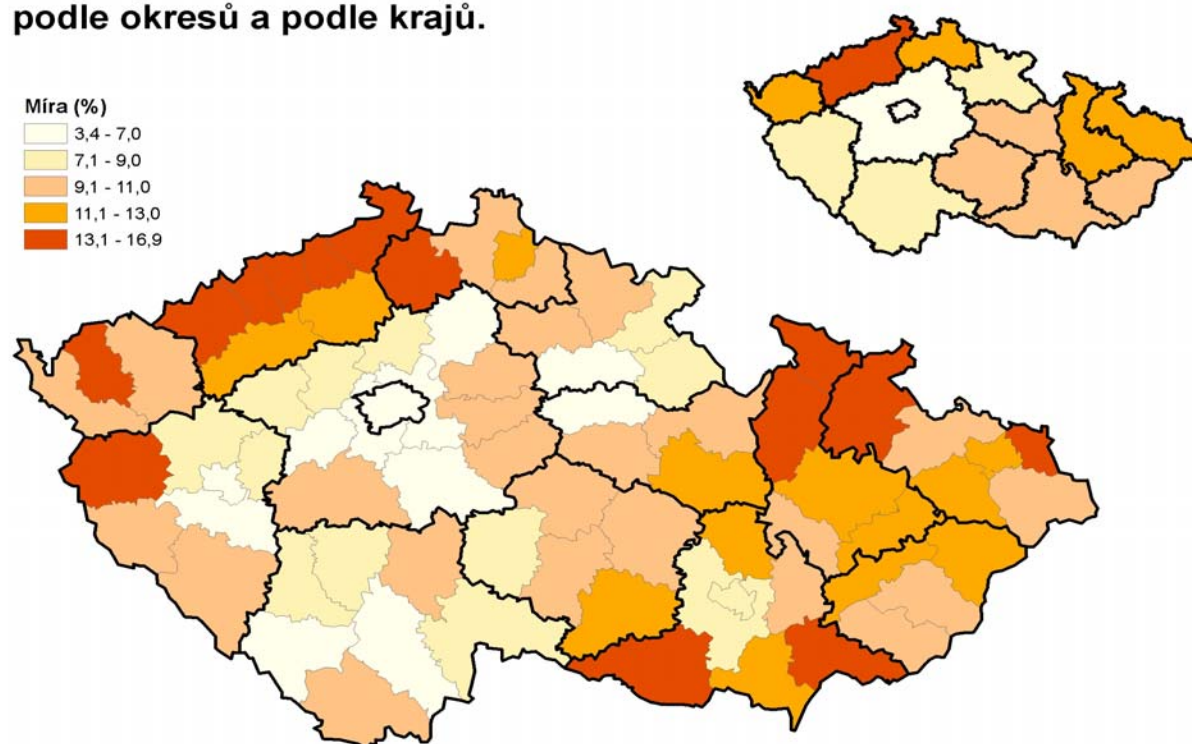 podle okresů a podle krajů.
Míra (%)
3,4 - 7,0
7,1 - 9,0
9,1 - 11,0
11,1 - 13,0
13,1 - 16,9